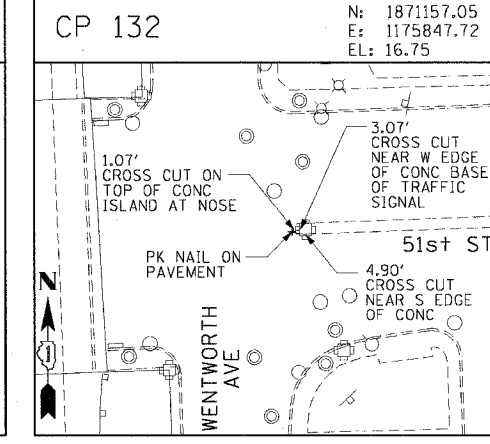 CP 132
N: 1871157.05
E: 1175847.72
EL: 16.75
3.07'
CROSS CUT
NEAR W EDGE
OF CONC BASE
OF TRAFFIC
SIGNAL
1.07'
CROSS CUT ON
TOP OF CONC
ISLAND AT NOSE
51st ST
PK NAIL ON
PAVEMENT
4.90'
CROSS CUT
NEAR S EDGE
OF CONC
N
WENTWORTH
AVE